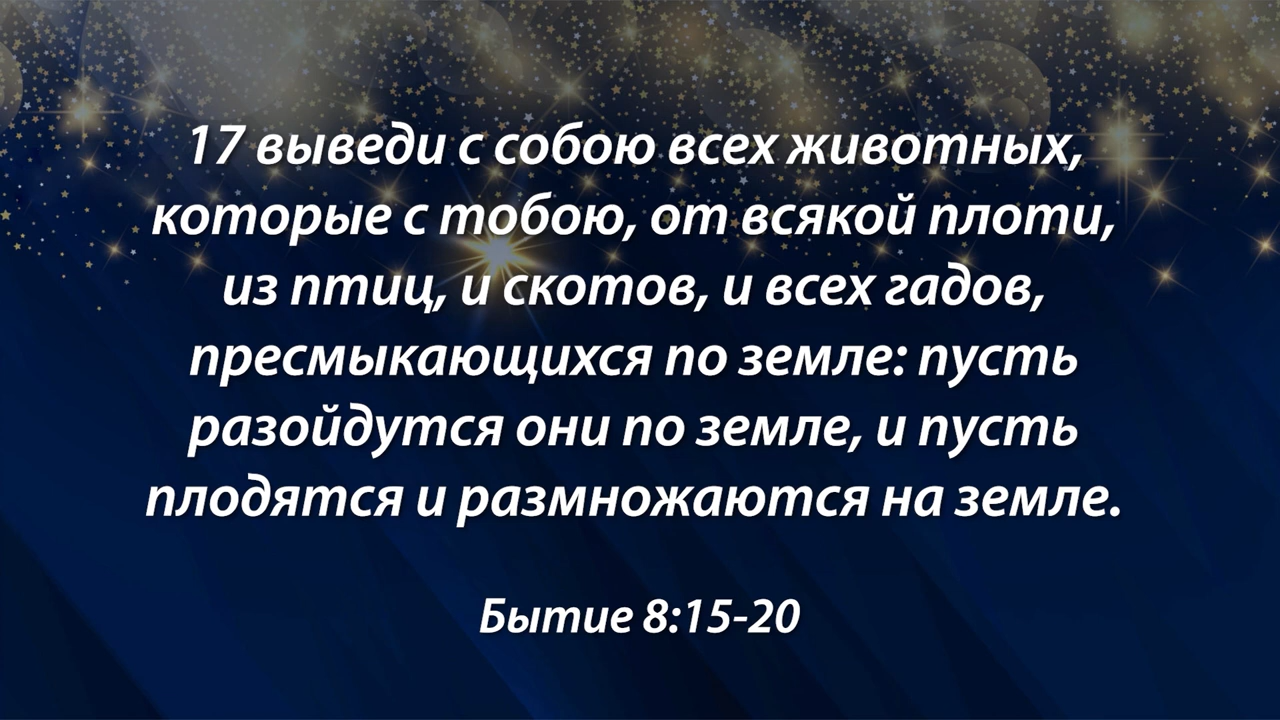 17 выведи с собою всех животных,
которые с тобою, от всякой плоти,
из птиц, и скотов, и всех гадов,
пресмыкающихся по земле: пусть
разойдутся они по земле, и пусть
плодятся и размножаются на земле.
Бытие 8:15-20